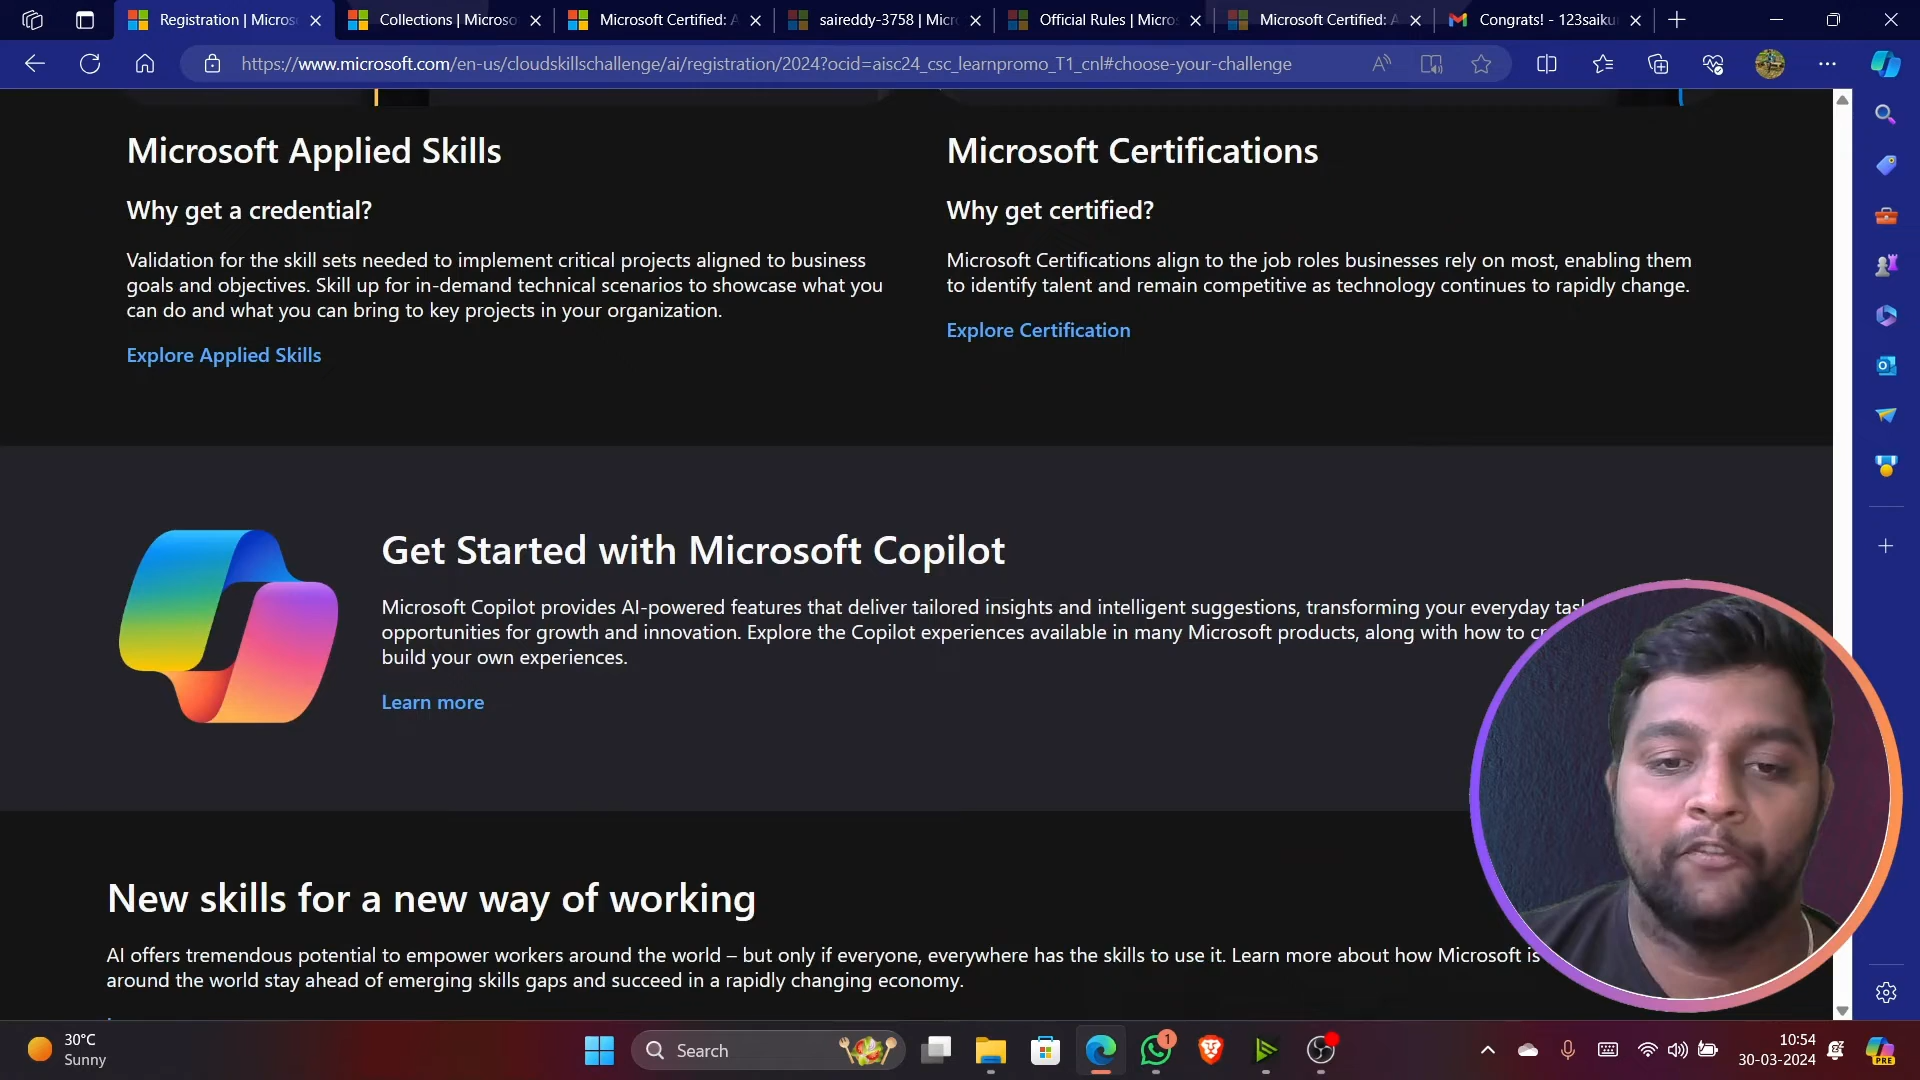 Registration | Micros
Collections | Microso
Microsoft Certified: A
saireddy-3758 | Micr
Official Rules | Micro
Microsoft Certified: A
Congrats! - 123saiku
https://www.microsoft.com/en-us/cloudskillschallenge/ai/registration/2024?ocid=aisc24_csc_learnpromo_T1_cnl#choose-your-challenge
Microsoft Applied Skills
Why get a credential?
Validation for the skill sets needed to implement critical projects aligned to business
goals and objectives. Skill up for in-demand technical scenarios to showcase what you
can do and what you can bring to key projects in your organization.
Explore Applied Skills
Microsoft Certifications
Why get certified?
Microsoft Certifications align to the job roles businesses rely on most, enabling them
to identify talent and remain competitive as technology continues to rapidly change.
Explore Certification
Get Started with Microsoft Copilot
Microsoft Copilot provides AI-powered features that deliver tailored insights and intelligent suggestions, transforming your everyday
opportunities for growth and innovation. Explore the Copilot experiences available in many Microsoft products, along with how to
build your own experiences.
Learn more
New skills for a new way of working
AI offers tremendous potential to empower workers around the world – but only if everyone, everywhere has the skills to use it. Learn more about how Microsoft is
around the world stay ahead of emerging skills gaps and succeed in a rapidly changing economy.
30°C
Sunny
Search
1
10:54
30-03-2024
PRE